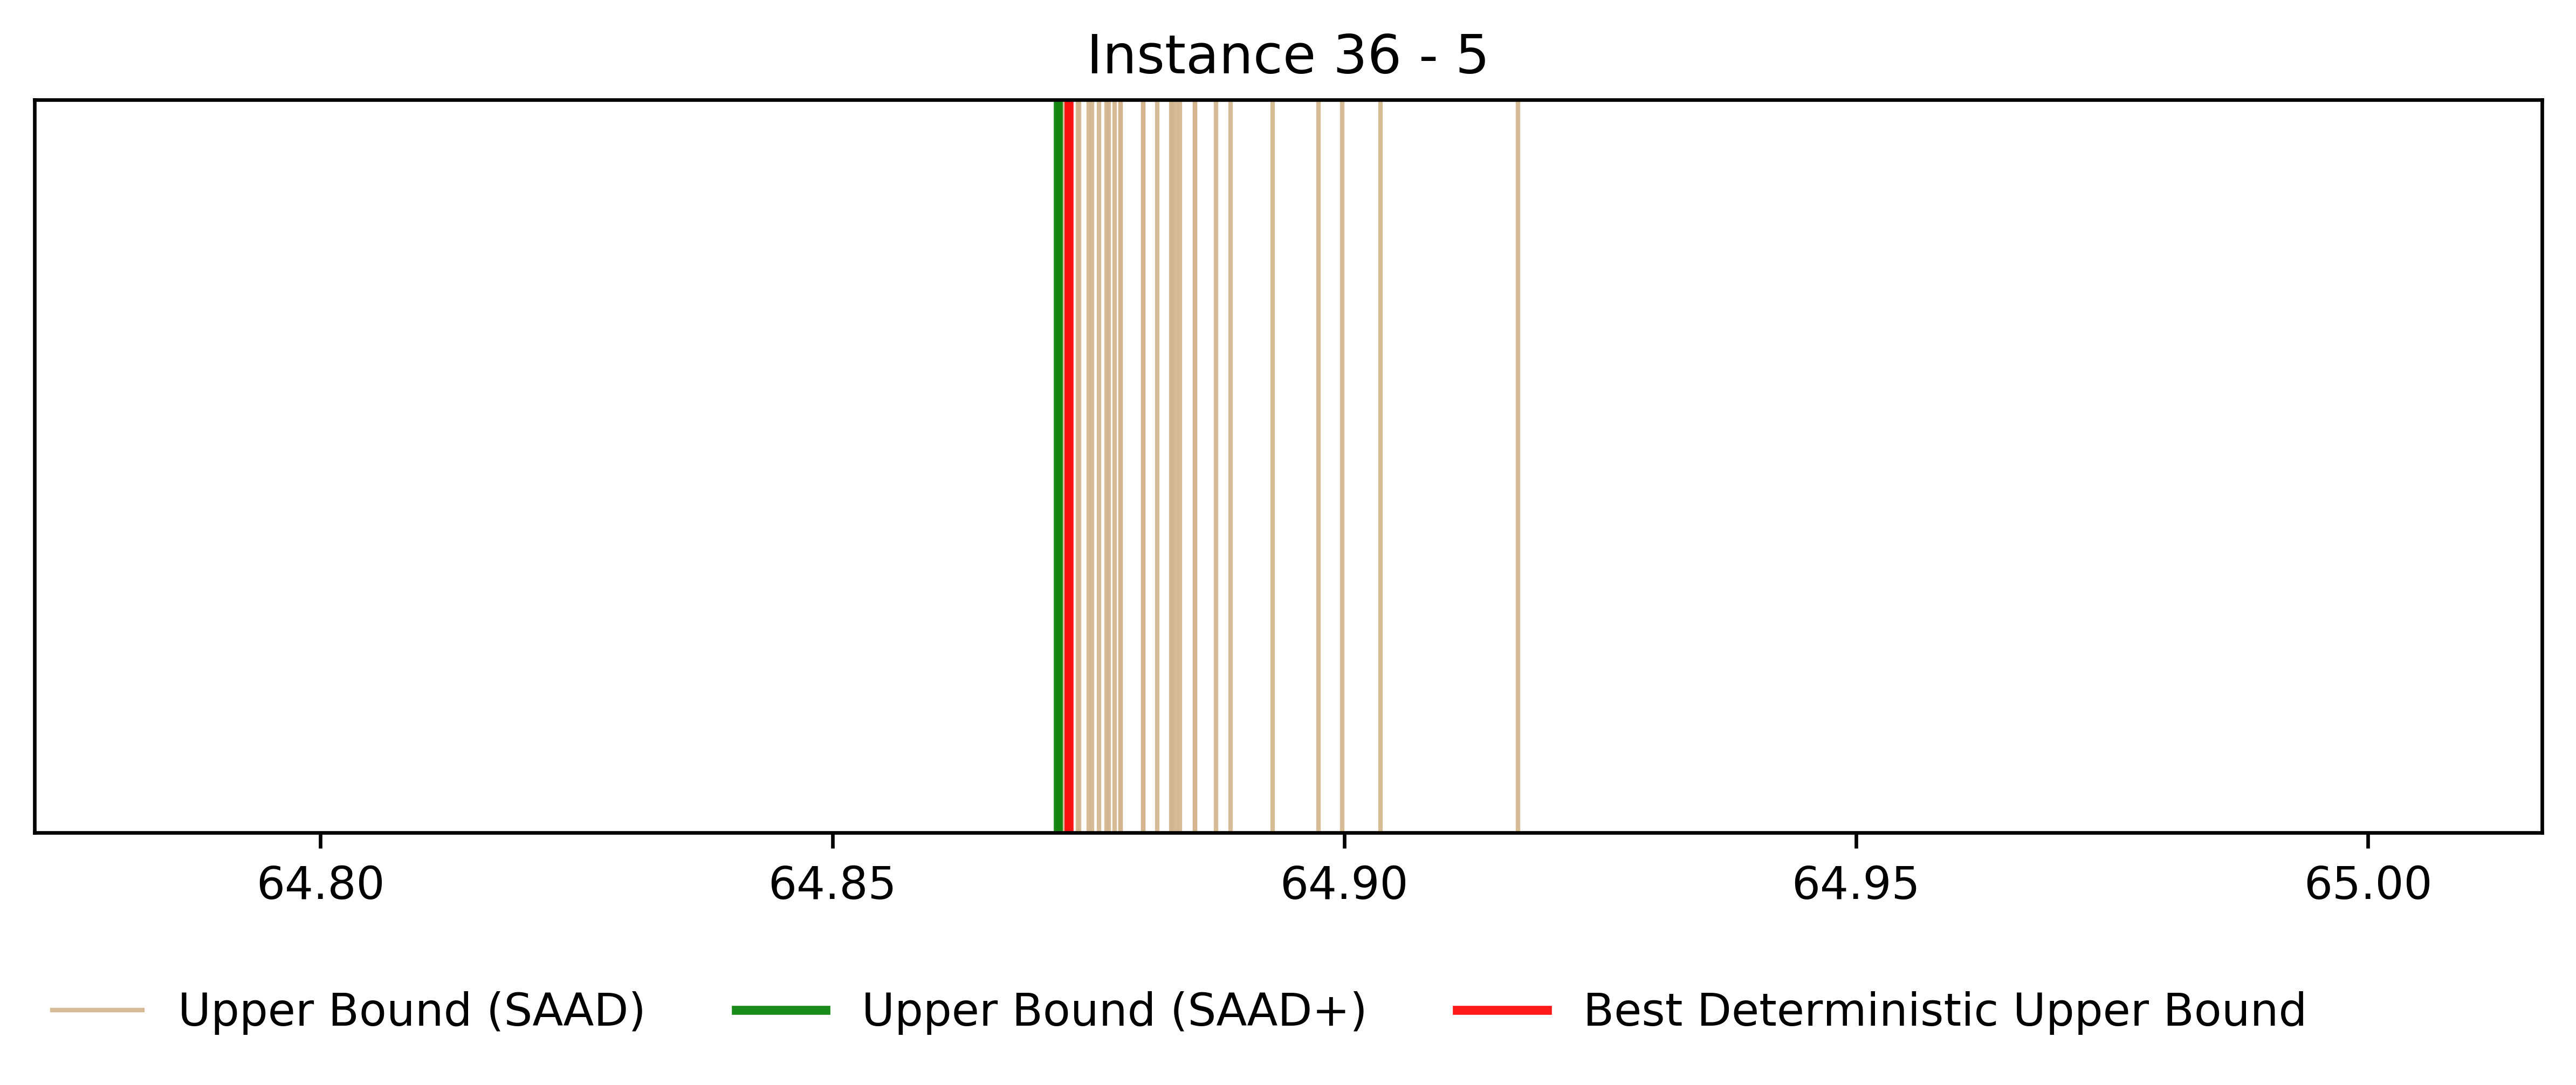 Instance 36 - 5
64.80 64.85 64.90 64.95 65.00
Upper Bound (SAAD) Upper Bound (SAAD+) Best Deterministic Upper Bound